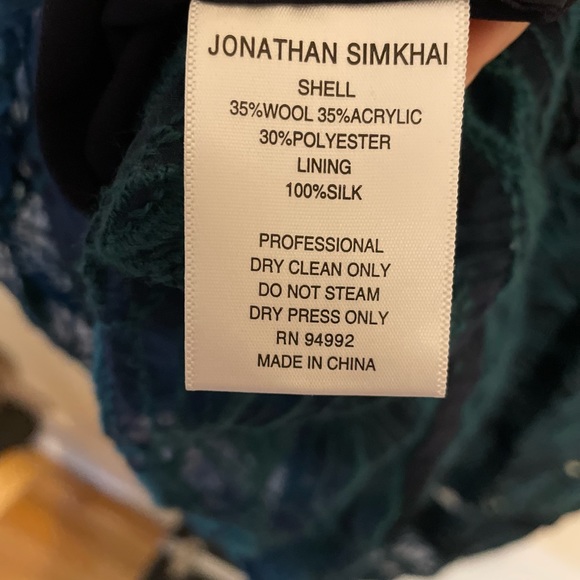 JONATHAN SIMKHAI
SHELL
35%WOOL 35%ACRYLIC
30%POLYESTER
LINING
100%SILK
PROFESSIONAL
DRY CLEAN ONLY
DO NOT STEAM
DRY PRESS ONLY
RN 94992
MADE IN CHINA